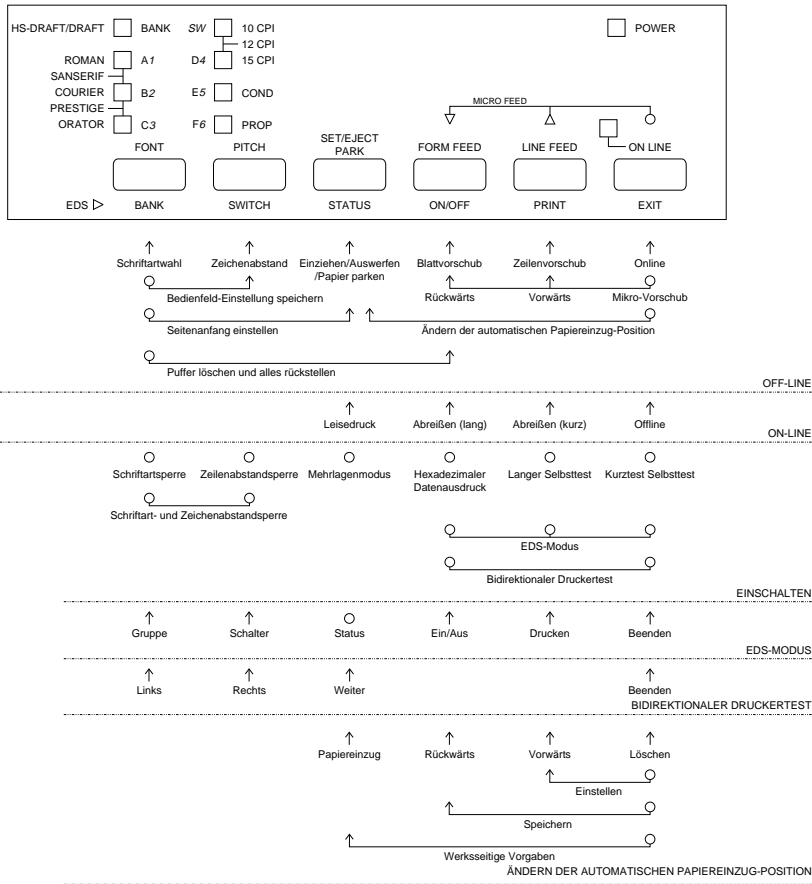 HS-DRAFT/DRAFT BANK SW 10 CPI POWER
12 CPI
ROMAN A1 D4 15 CPI
SANSERIF
COURIER B2 E5 COND
PRESTIGE MICRO FEED
ORATOR C3 F6 PROP
FONT PITCH SET/EJECT PARK FORM FEED LINE FEED ON LINE
EDS BANK SWITCH STATUS ON/OFF PRINT EXIT
Schriftartwahl Zeichenabstand Einziehen/Auswerfen Blattvorschub Zeilenvorschub Online
/Papier parken
Bedienfeld-Einstellung speichern Rückwärts Vorwärts Mikro-Vorschub
Seitenanfang einstellen Ändern der automatischen Papiereinzug-Position
Puffer löschen und alles rückstellen
OFF-LINE
Leisedruck Abreißen (lang) Abreißen (kurz) Offline
ON-LINE
Schriftartsperre Zeilenabstandsperre Mehrlagenmodus Hexadezimaler Langer Selbsttest Kurztest Selbsttest
Datenausdruck
Schriftart- und Zeichenabstandsperre
EDS-Modus
Bidirektionaler Druckertest
EINSCHALTEN
Gruppe Schalter Status Ein/Aus Drucken Beenden
EDS-MODUS
Links Rechts Weiter Beenden
BIDIREKTIONALER DRUCKERTEST
Papiereinzug Rückwärts Vorwärts Löschen
Einstellen
Speichern
Werksseitige Vorgaben
ÄNDERN DER AUTOMATISCHEN PAPIEREINZUG-POSITION